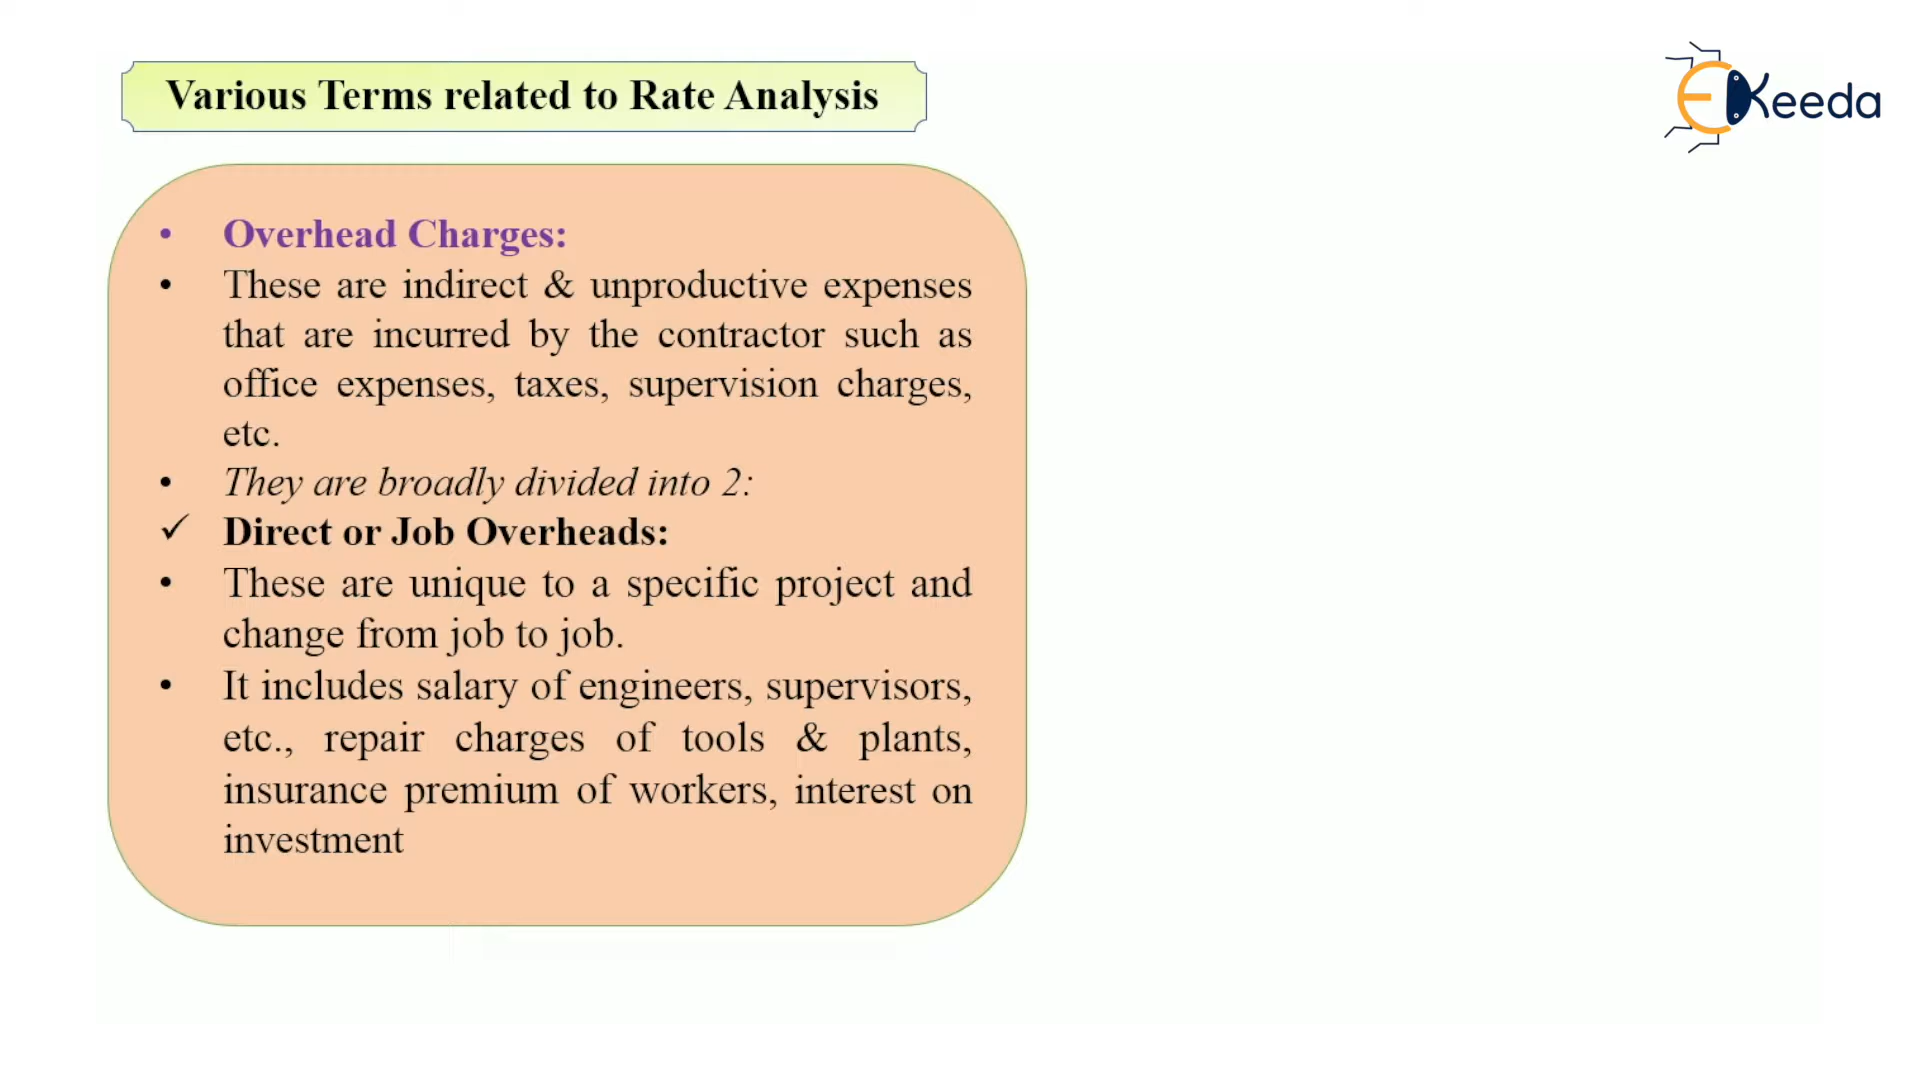 Various Terms related to Rate Analysis
EKeeda
• Overhead Charges:
• These are indirect & unproductive expenses
that are incurred by the contractor such as
office expenses, taxes, supervision charges,
etc.
• They are broadly divided into 2:
✓ Direct or Job Overheads:
• These are unique to a specific project and
change from job to job.
• It includes salary of engineers, supervisors,
etc., repair charges of tools & plants,
insurance premium of workers, interest on
investment